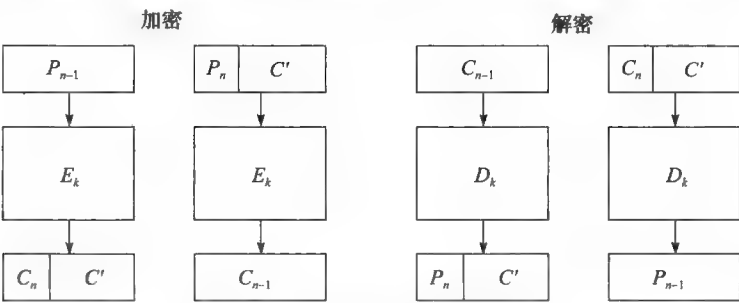 加密 解密
P_{n-1} P_n C' C_{n-1} C_n C'
E_k E_k D_k D_k
C_n C' C_{n-1} P_n C' P_{n-1}